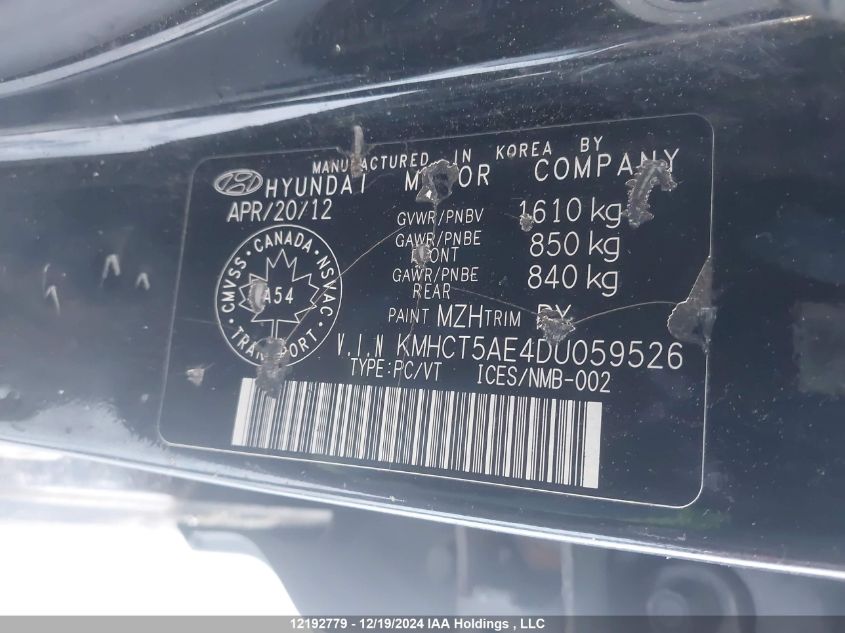 MANUFACTURED IN KOREA BY
HYUNDAI MOTOR COMPANY
APR/20/12
GVWR/PNBV 1610 kg
GAWR/PNBE FRONT 850 kg
GAWR/PNBE REAR 840 kg
CMVSS · CANADA · NSVAC
A54
TRANSPORT
PAINT MZH TRIM
V.I.N KMHCT5AE4DU059526
TYPE:PC/VT ICES/NMB-002
12192779 - 12/19/2024 IAA Holdings , LLC